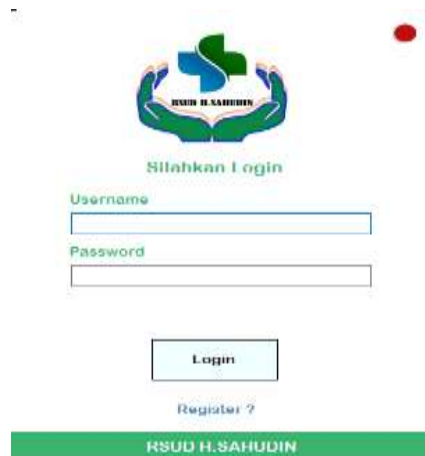 RSUD H.SAHUDIN
Silahkan Login
Username
Password
Login
Register ?
RSUD H.SAHUDIN